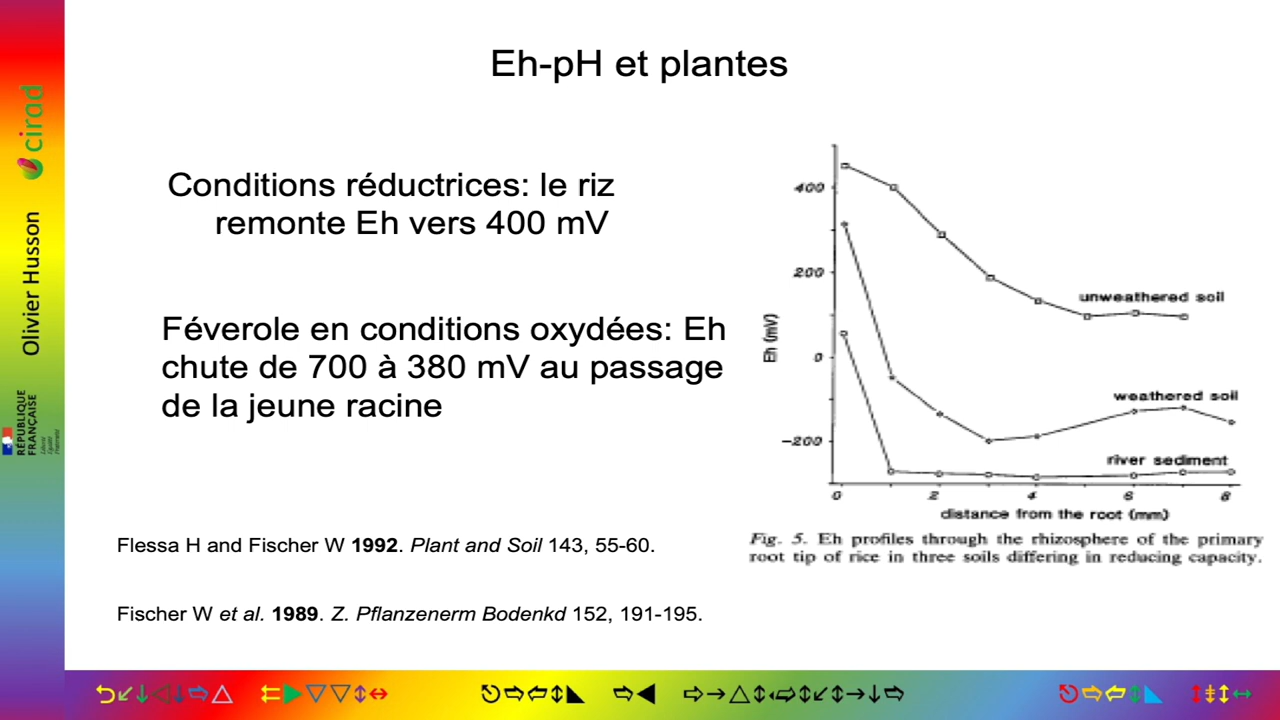 Eh-pH et plantes
Conditions réductrices: le riz
remonte Eh vers 400 mV
Féverole en conditions oxydées: Eh
chute de 700 à 380 mV au passage
de la jeune racine
Flessa H and Fischer W 1992. Plant and Soil 143, 55-60.
Fischer W et al. 1989. Z. Pflanzenerm Bodenkd 152, 191-195.
400
200
0
-200
Eh (mV)
unweathered soil
weathered soil
river sediment
0 2 4 6 8
distance from the root (mm)
Fig. 5. Eh profiles through the rhizosphere of the primary
root tip of rice in three soils differing in reducing capacity.
cirad
Olivier Husson
RÉPUBLIQUE
FRANÇAISE
Liberté
Égalité
Fraternité